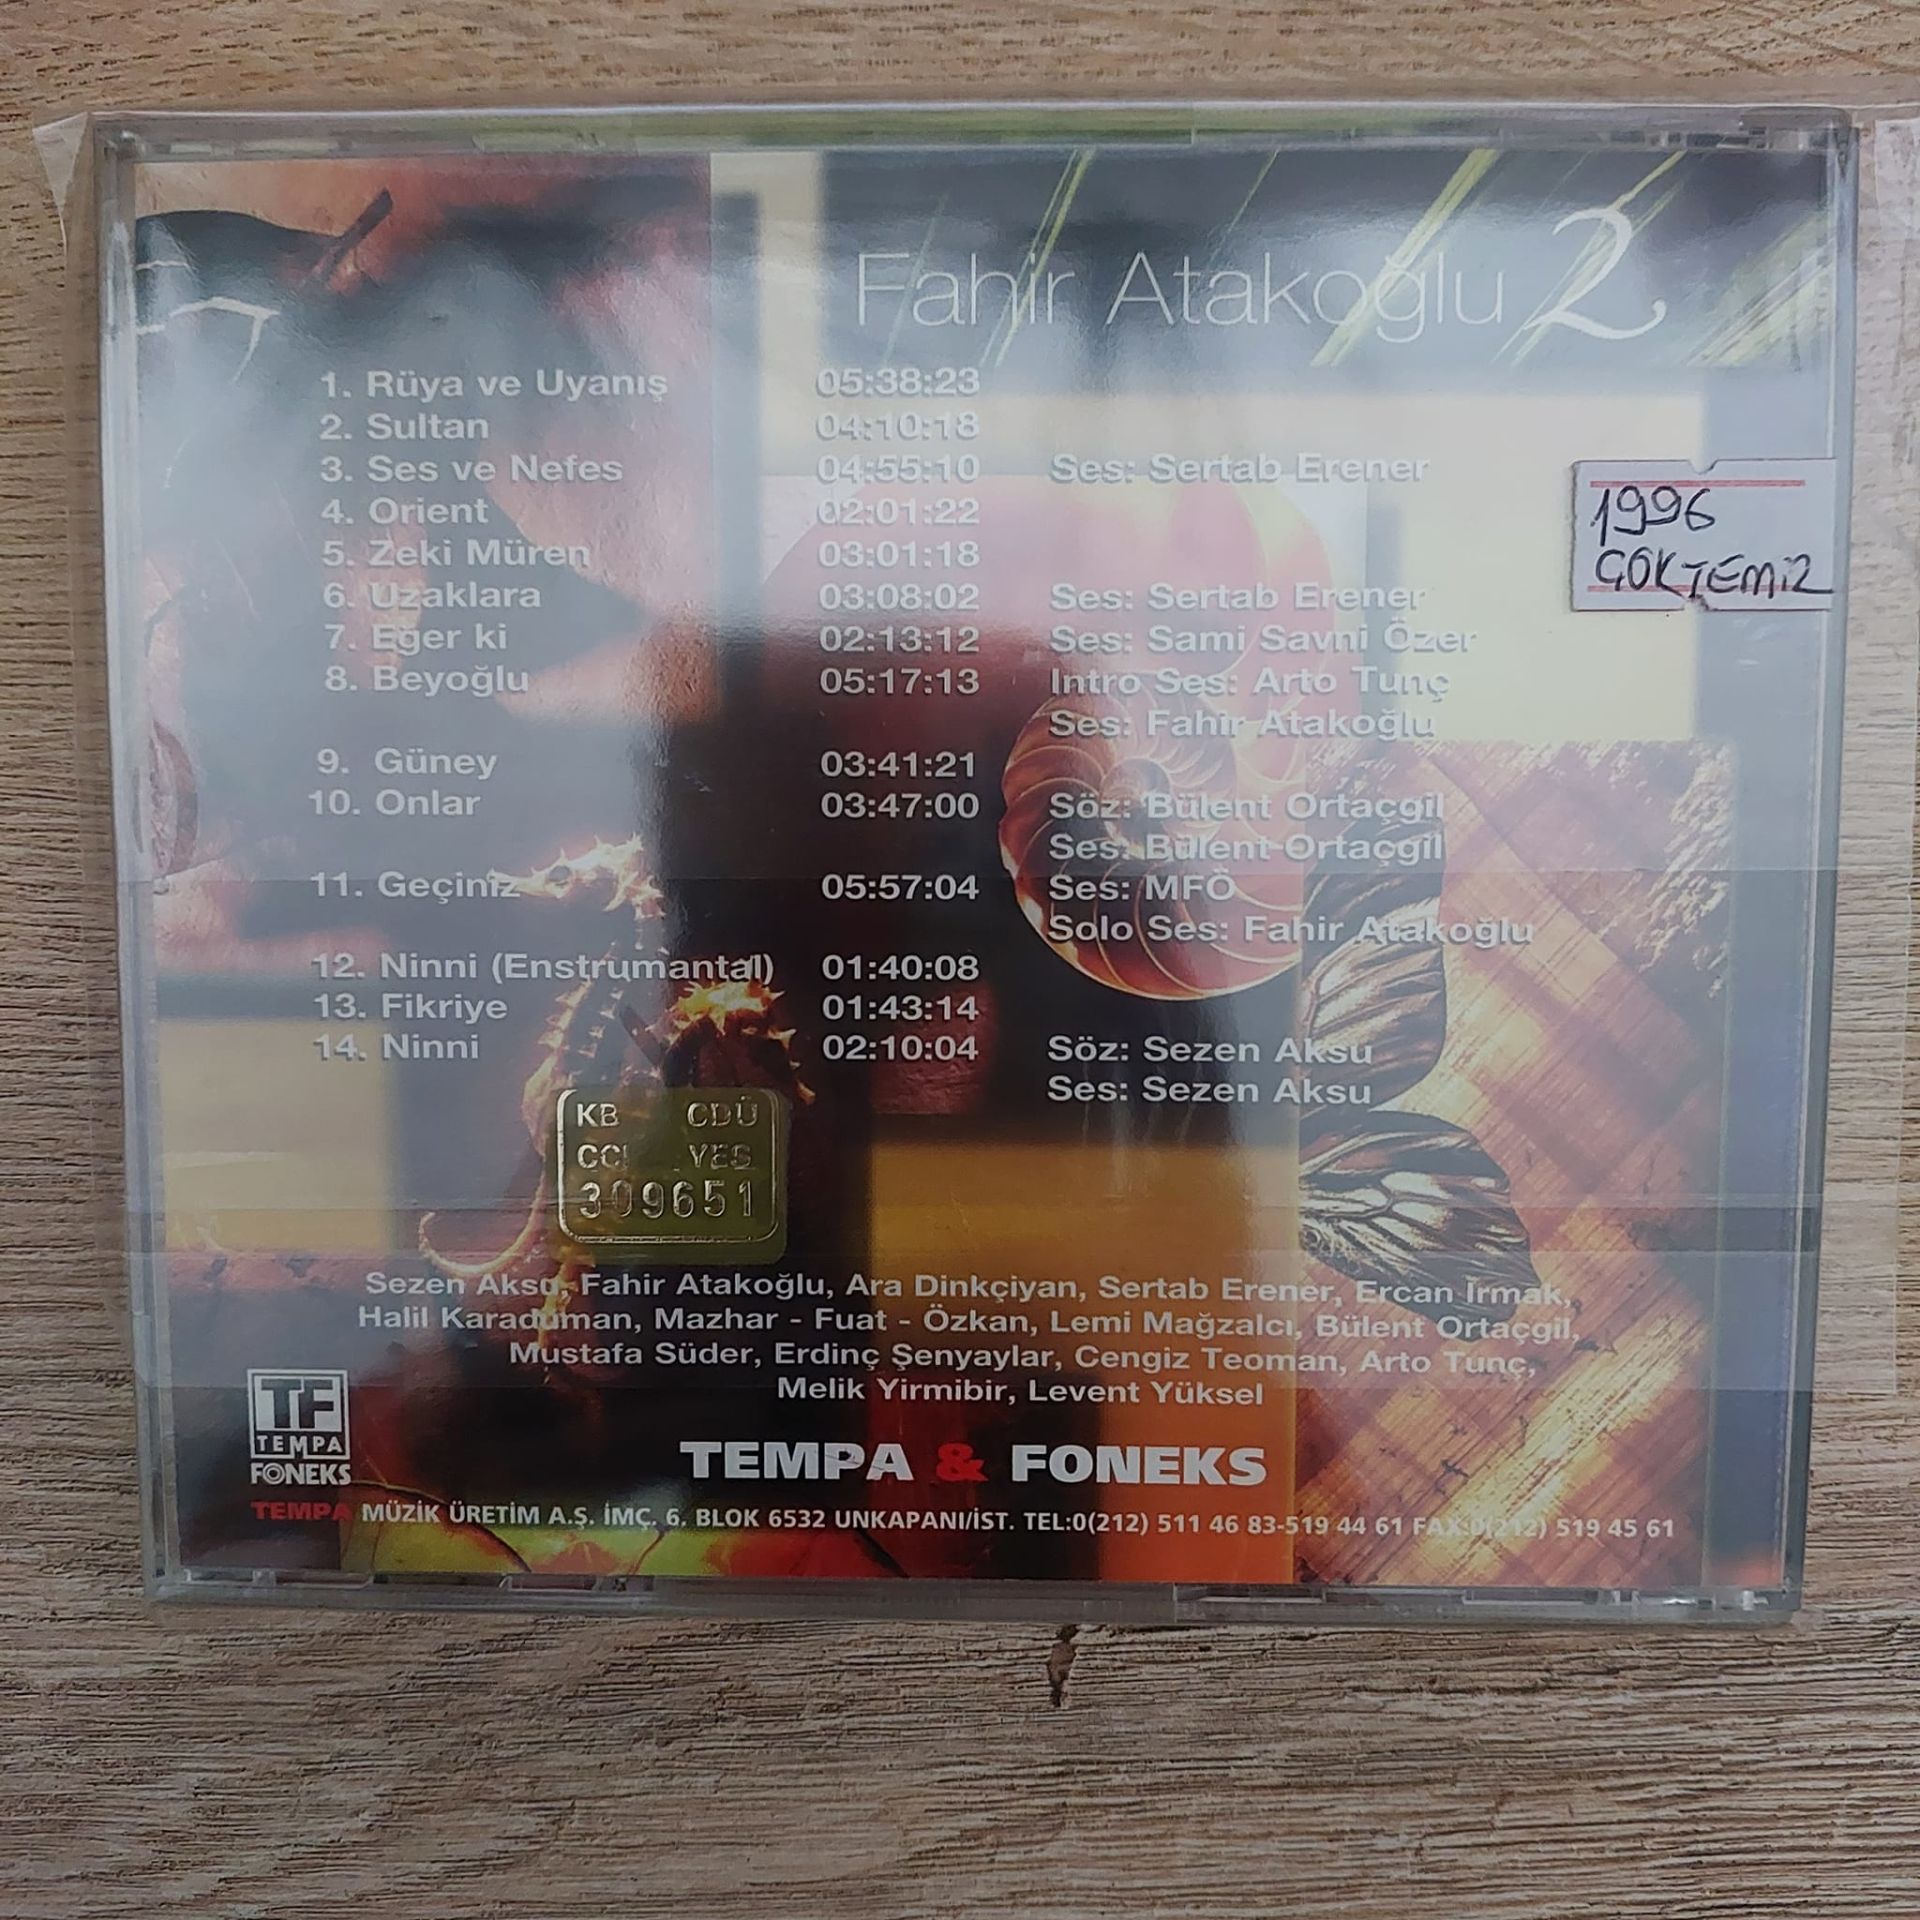 Fahir Atakoğlu 2
1. Rüya ve Uyanış 05:38:23
2. Sultan 04:10:18
3. Ses ve Nefes 04:55:10 Ses: Sertab Erener
4. Orient 02:01:22
5. Zeki Müren 03:01:18
6. Uzaklara 03:08:02 Ses: Sertab Erener
7. Eğer ki 02:13:12 Ses: Sami Savni Özer
8. Beyoğlu 05:17:13 Intro Ses: Arto Tunç
Ses: Fahir Atakoğlu
9. Güney 03:41:21
10. Onlar 03:47:00 Söz: Bülent Ortaçgil
Ses: Bülent Ortaçgil
11. Geçiniz 05:57:04 Ses: MFÖ
Solo Ses: Fahir Atakoğlu
12. Ninni (Enstrumantal) 01:40:08
13. Fikriye 01:43:14
14. Ninni 02:10:04 Söz: Sezen Aksu
Ses: Sezen Aksu
1996
ÇOKTEMİZ
KB CDÜ
YES
309651
Sezen Aksu, Fahir Atakoğlu, Ara Dinkçiyan, Sertab Erener, Ercan Irmak,
Halil Karaduman, Mazhar - Fuat - Özkan, Lemi Mağzalcı, Bülent Ortaçgil,
Mustafa Süder, Erdinç Şenyaylar, Cengiz Teoman, Arto Tunç,
Melik Yirmibir, Levent Yüksel
TF
TEMPA
FONEKS
TEMPA & FONEKS
TEMPA MÜZİK ÜRETİM A.Ş. İMÇ. 6. BLOK 6532 UNKAPANI/İST. TEL:0(212) 511 46 83-519 44 61 FAX:0(212) 519 45 61